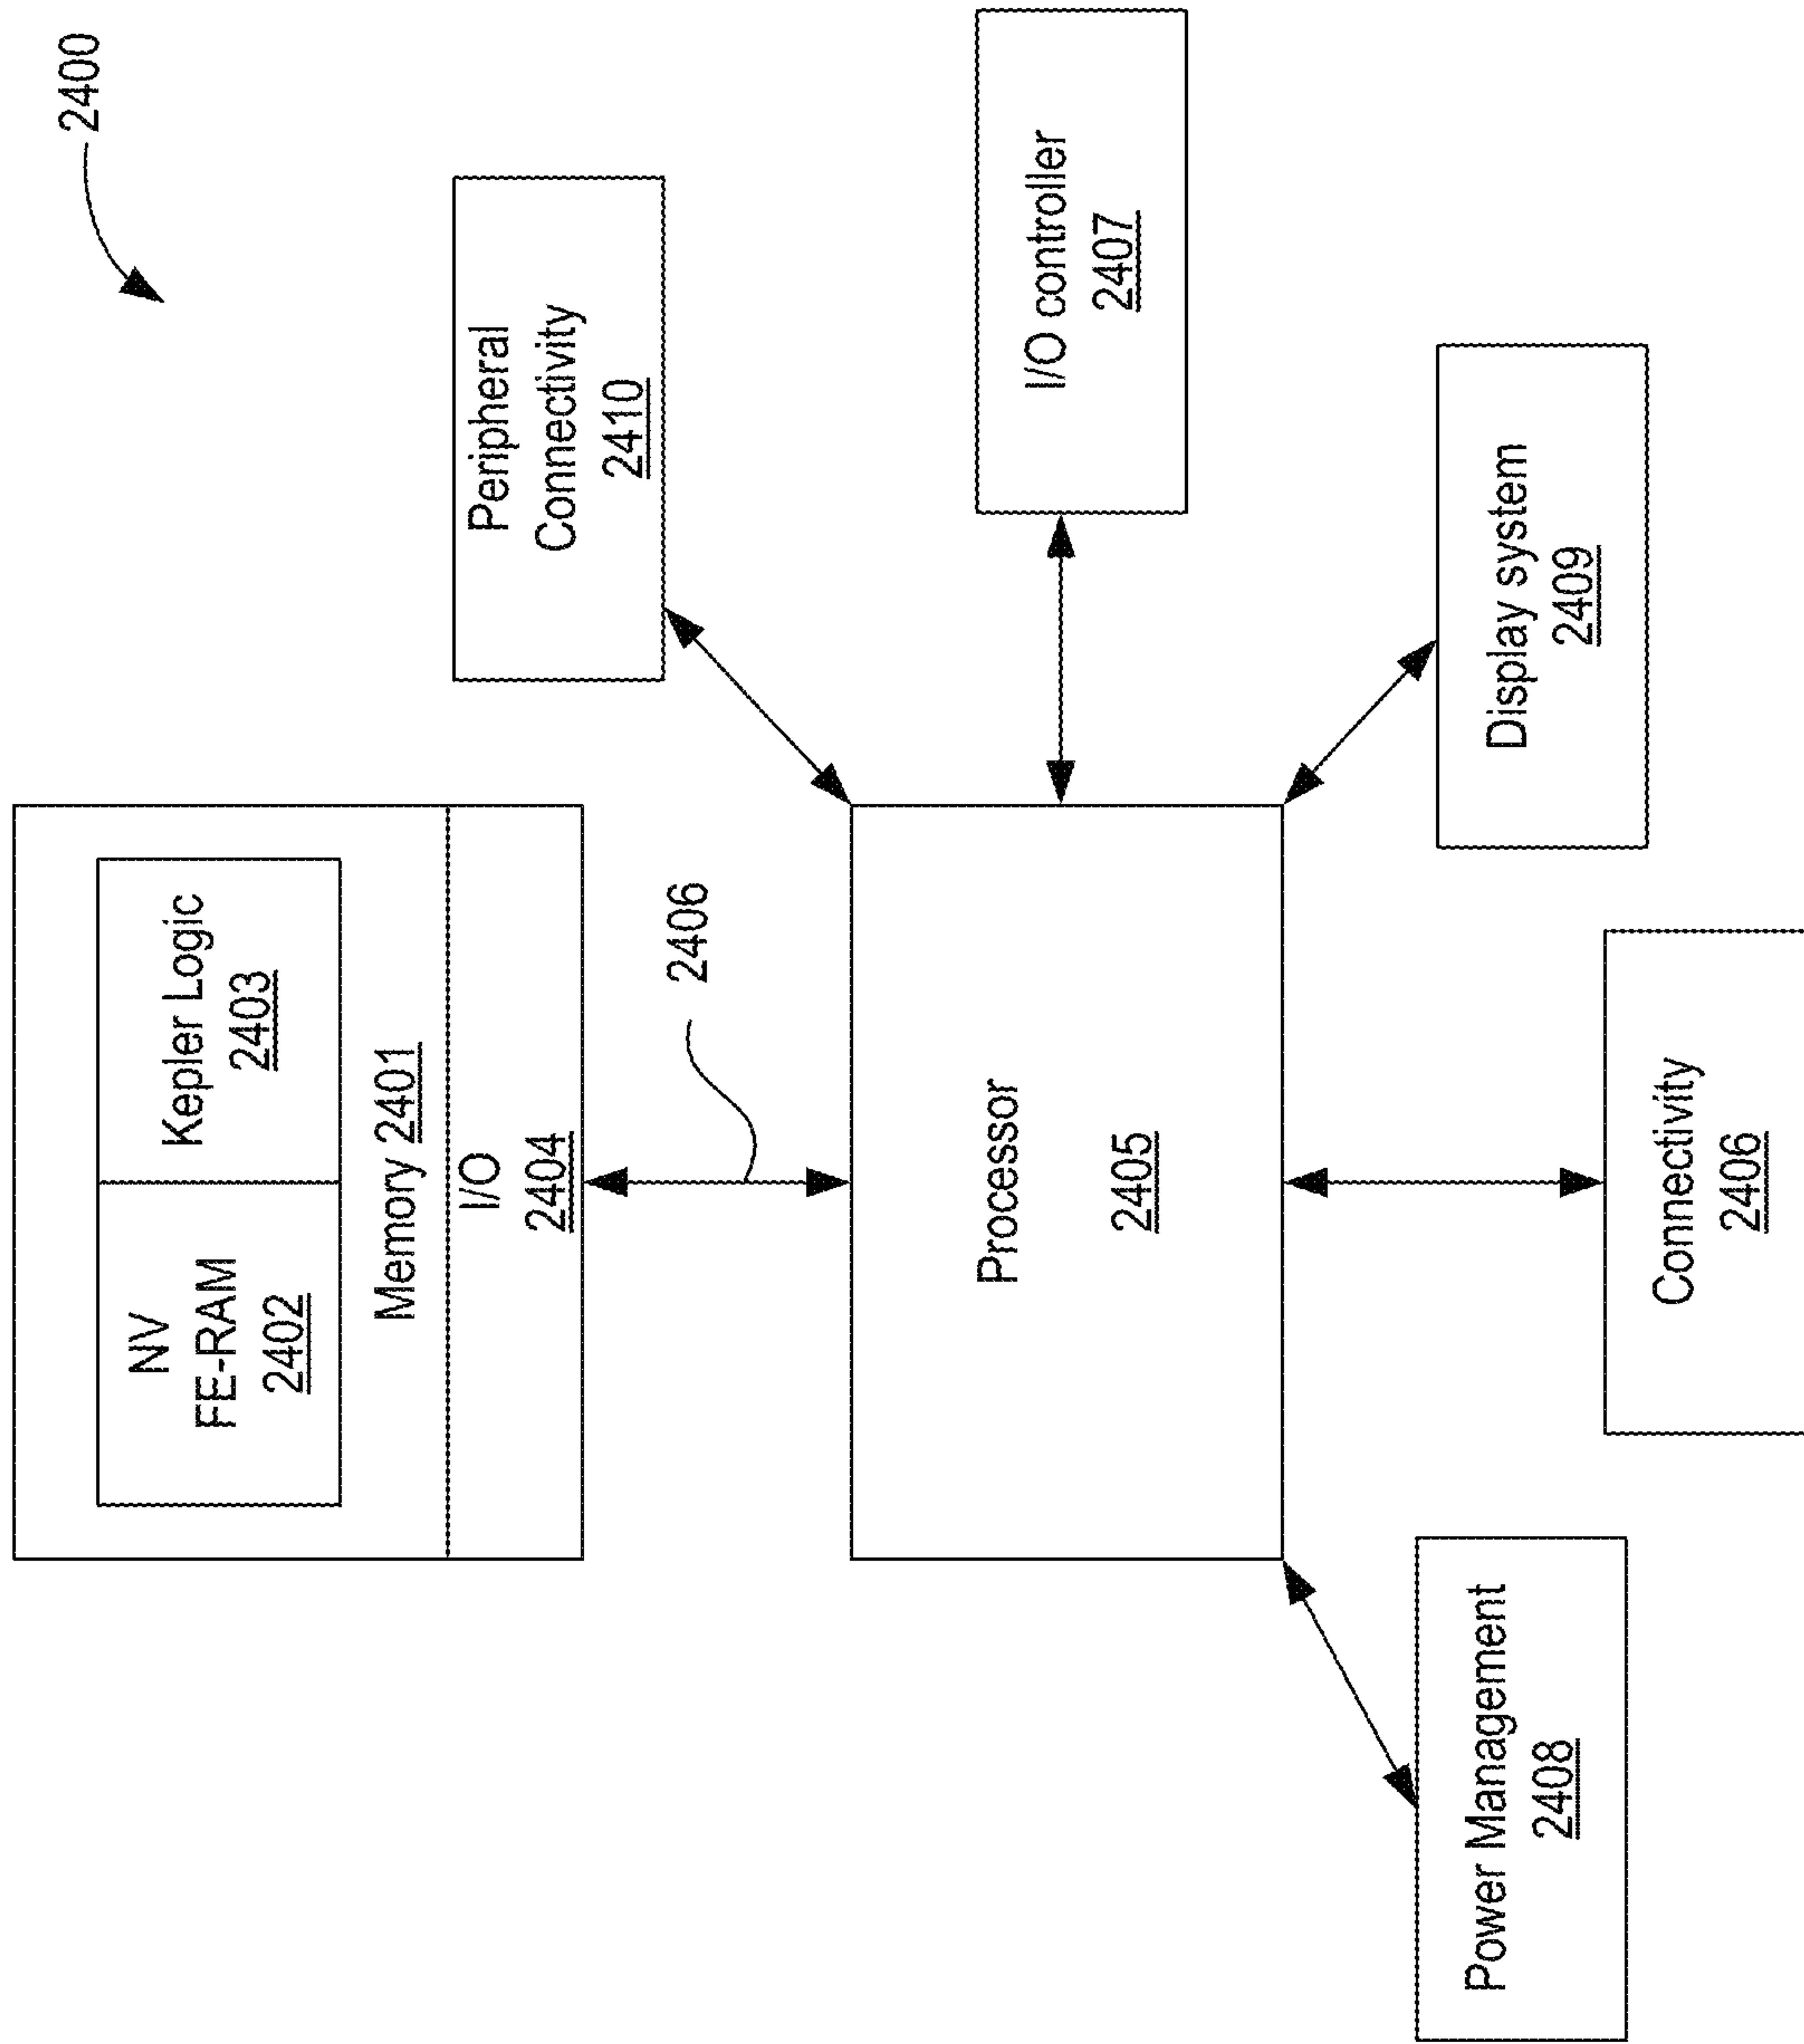 2400
NV
FE-RAM
2402
Kepler Logic
2403
Memory 2401
I/O
2404
2406
Peripheral
Connectivity
2410
Processor
2405
I/O controller
2407
Power Management
2408
Connectivity
2406
Display system
2409